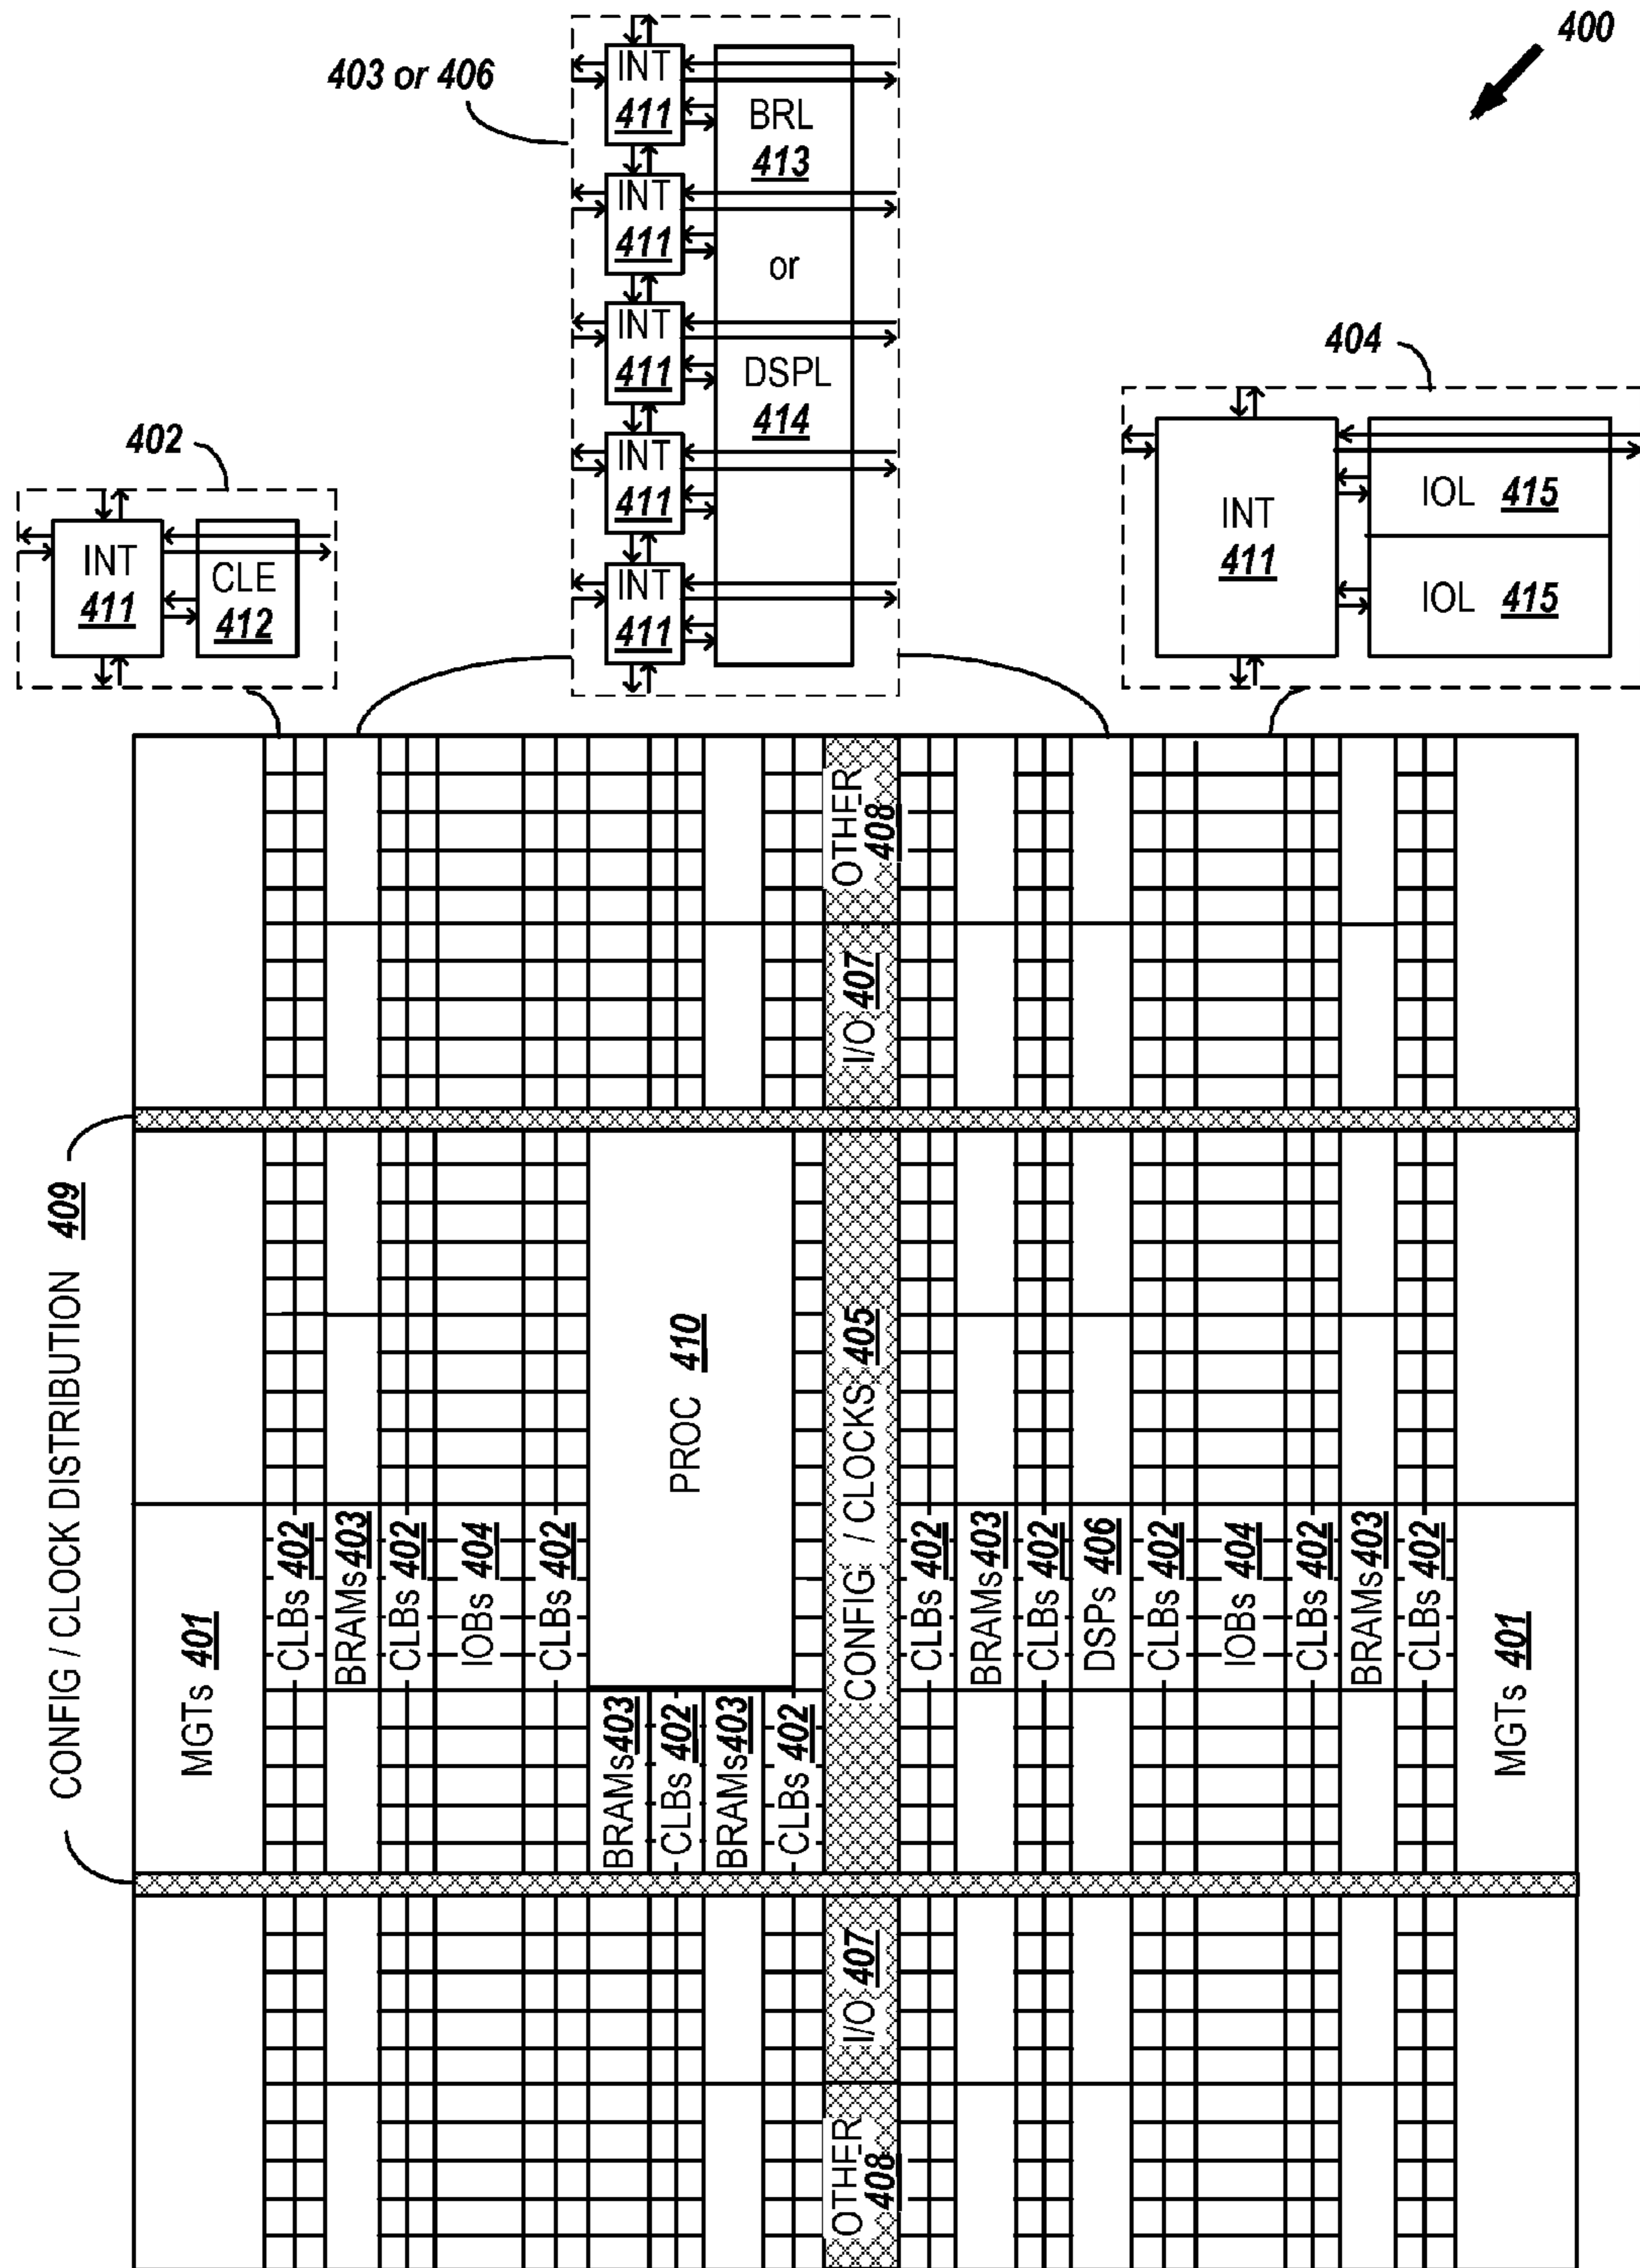 400
403 or 406
INT
411
INT
411
INT
411
INT
411
INT
411
BRL
413
or
DSPL
414
402
INT
411
CLE
412
404
INT
411
IOL 415
IOL 415
OTHER
408
I/O 407
CONFIG / CLOCK DISTRIBUTION 409
MGTs 401
CLBs 402
BRAMs 403
CLBs 402
IOBs 404
CLBs 402
PROC 410
BRAMs 403
CLBs 402
BRAMs 403
CLBs 402
CONFIG / CLOCKS 405
CLBs 402
BRAMs 403
CLBs 402
DSPs 406
CLBs 402
IOBs 404
CLBs 402
BRAMs 403
CLBs 402
MGTs 401
I/O 407
OTHER
408